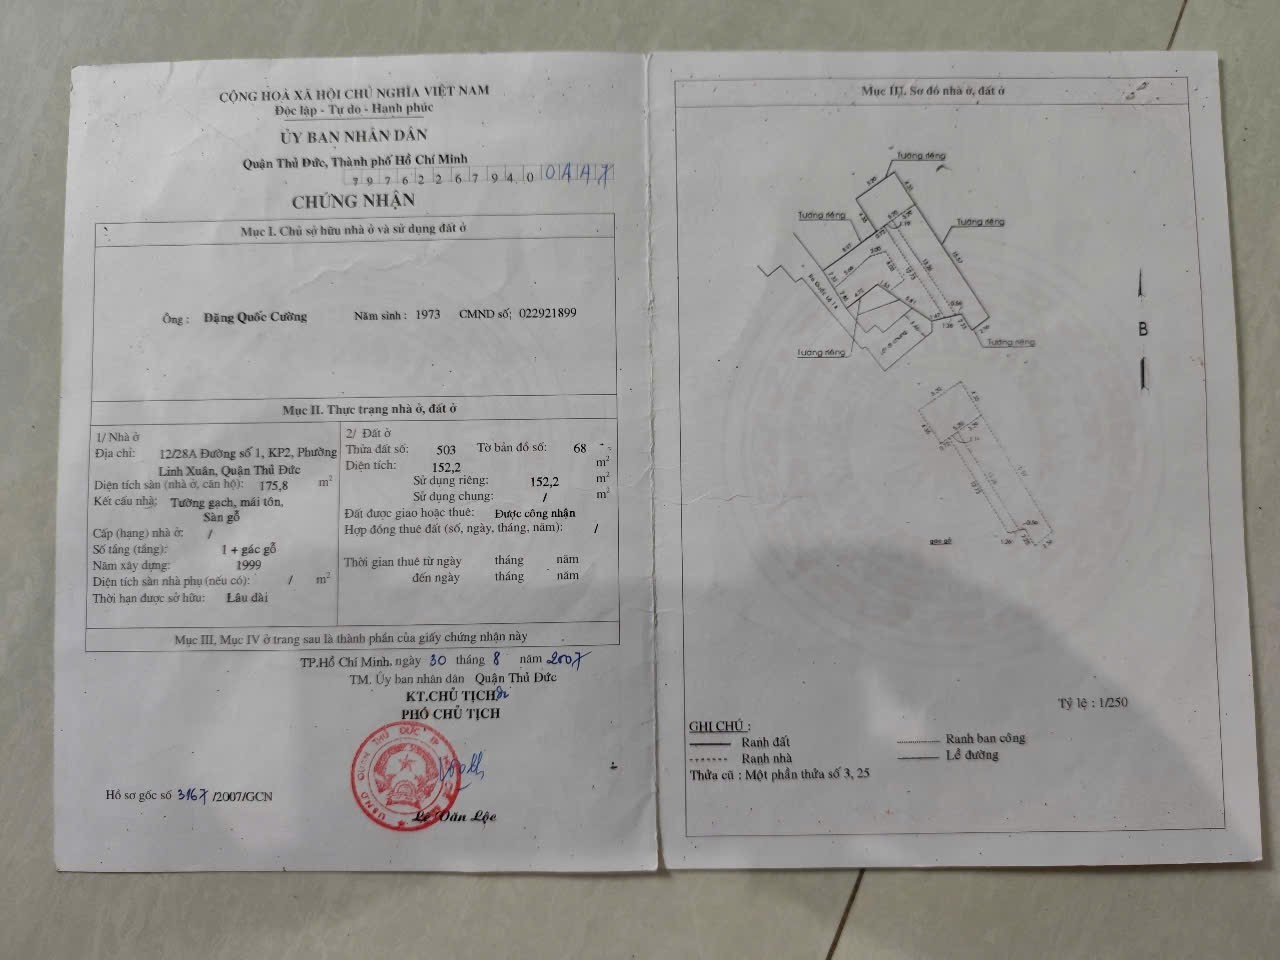 CỘNG HOÀ XÃ HỘI CHỦ NGHĨA VIỆT NAM
Độc lập - Tự do - Hạnh phúc
ỦY BAN NHÂN DÂN
Quận Thủ Đức, Thành phố Hồ Chí Minh
797622679400
CHỨNG NHẬN
Mục I. Chủ sở hữu nhà ở và sử dụng đất ở
Ông : Đặng Quốc Cường Năm sinh : 1973 CMND số: 022921899
Mục II. Thực trạng nhà ở, đất ở
1/ Nhà ở
Địa chỉ: 12/28A Đường số 1, KP2, Phường
Linh Xuân, Quận Thủ Đức
Diện tích sàn (nhà ở, căn hộ): 175,8 m2
Kết cấu nhà: Tường gạch, mái tôn,
Sàn gỗ
Cấp (hạng) nhà ở: /
Số tầng (tầng): 1 + gác gỗ
Năm xây dựng: 1999
Diện tích sàn nhà phụ (nếu có): / m2
Thời hạn được sở hữu: Lâu dài
2/ Đất ở
Thửa đất số: 503 Tờ bản đồ số: 68
Diện tích: 152,2 m2
Sử dụng riêng: 152,2 m2
Sử dụng chung: / m2
Đất được giao hoặc thuê: Được công nhận
Hợp đồng thuê đất (số, ngày, tháng, năm): /
Thời gian thuê từ ngày tháng năm
đến ngày tháng năm
Mục III, Mục IV ở trang sau là thành phần của giấy chứng nhận này
TP.Hồ Chí Minh, ngày 30 tháng 8 năm 2007
TM. Ủy ban nhân dân Quận Thủ Đức
KT.CHỦ TỊCH
PHÓ CHỦ TỊCH
Hồ sơ gốc số 3167/2007/GCN
Lê Văn Lộc
Mục III. Sơ đồ nhà ở, đất ở
Tường riêng
Tường riêng
Tường riêng
Tường riêng
Tường riêng
B
gác gỗ
Tỷ lệ : 1/250
GHI CHÚ :
Ranh đất
Ranh nhà
Ranh ban công
Lề đường
Thửa cũ : Một phần thửa số 3, 25